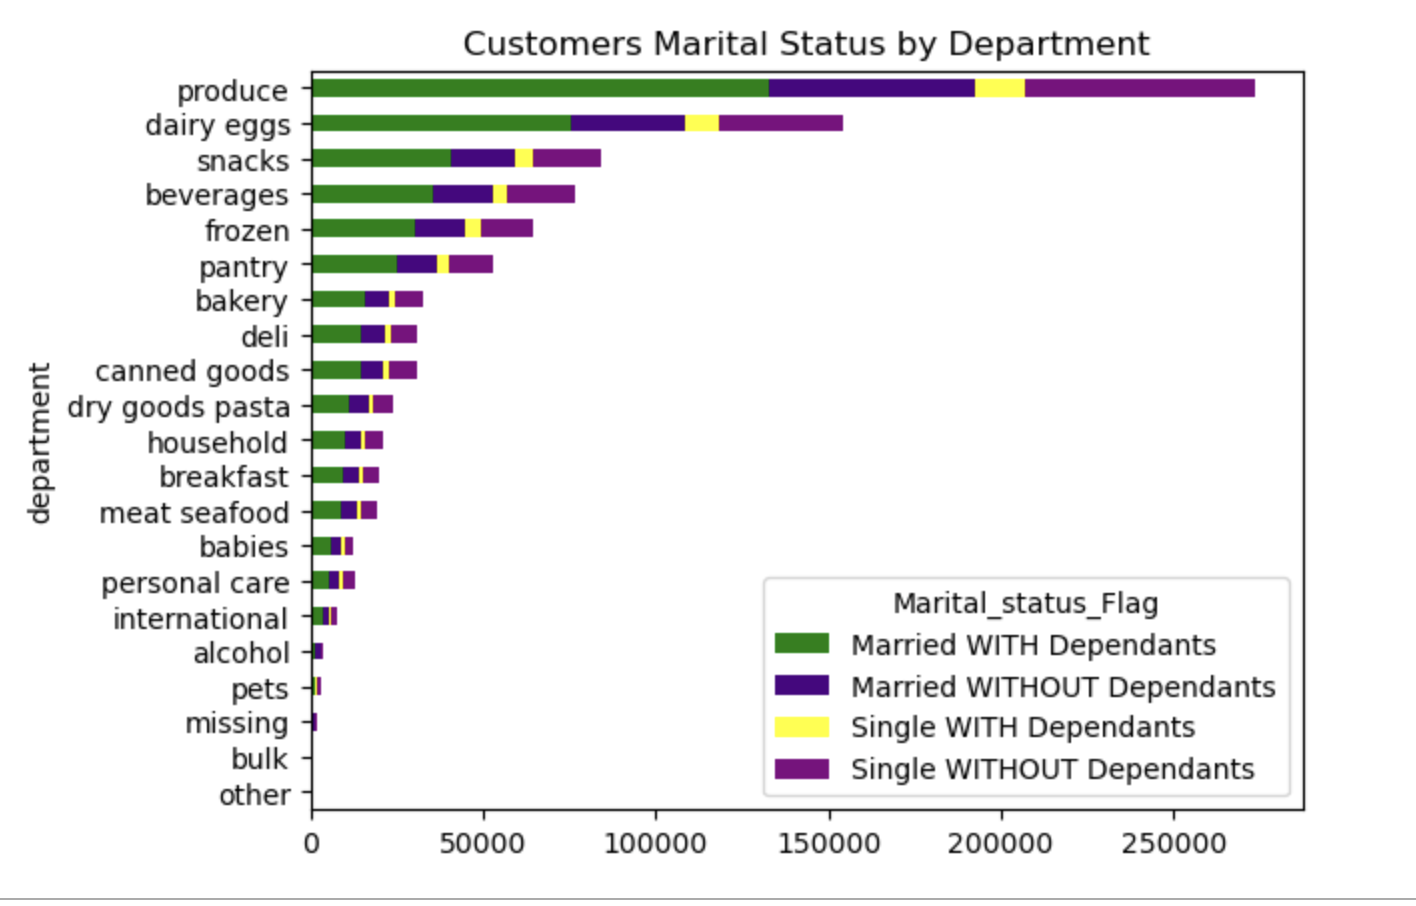 Customers Marital Status by Department
produce
dairy eggs
snacks
beverages
frozen
pantry
bakery
deli
canned goods
dry goods pasta
household
breakfast
meat seafood
babies
personal care
international
alcohol
pets
missing
bulk
other
department
Marital_status_Flag
Married WITH Dependants
Married WITHOUT Dependants
Single WITH Dependants
Single WITHOUT Dependants
0 50000 100000 150000 200000 250000